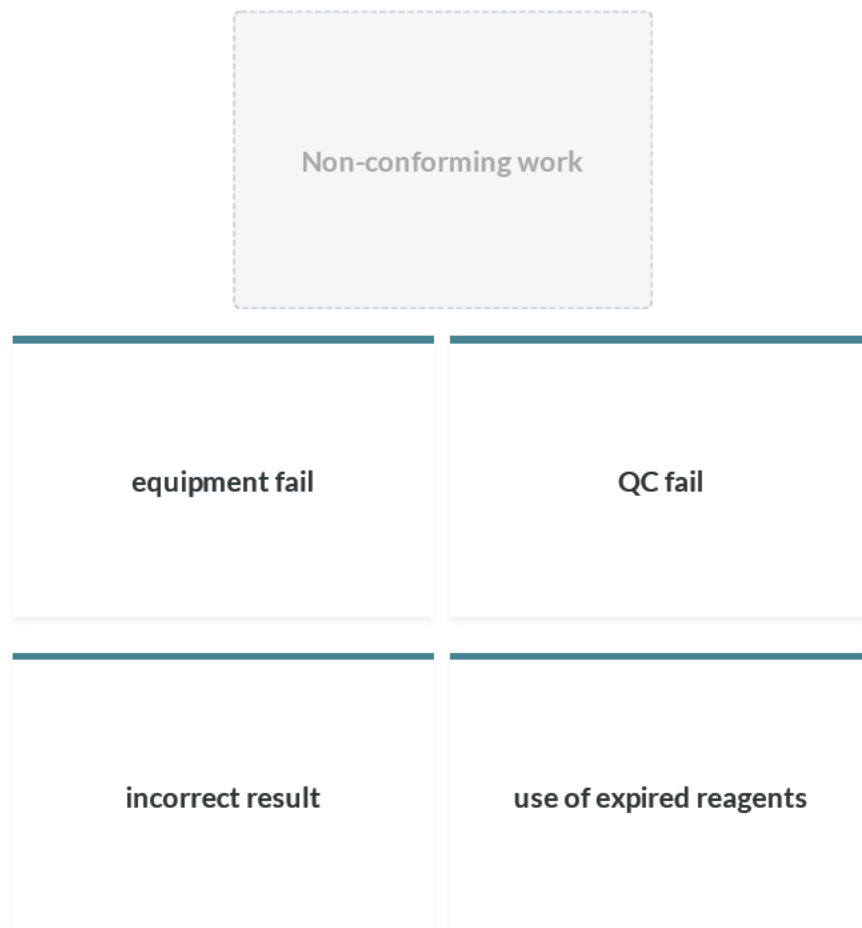 Non-conforming work
equipment fail
QC fail
incorrect result
use of expired reagents